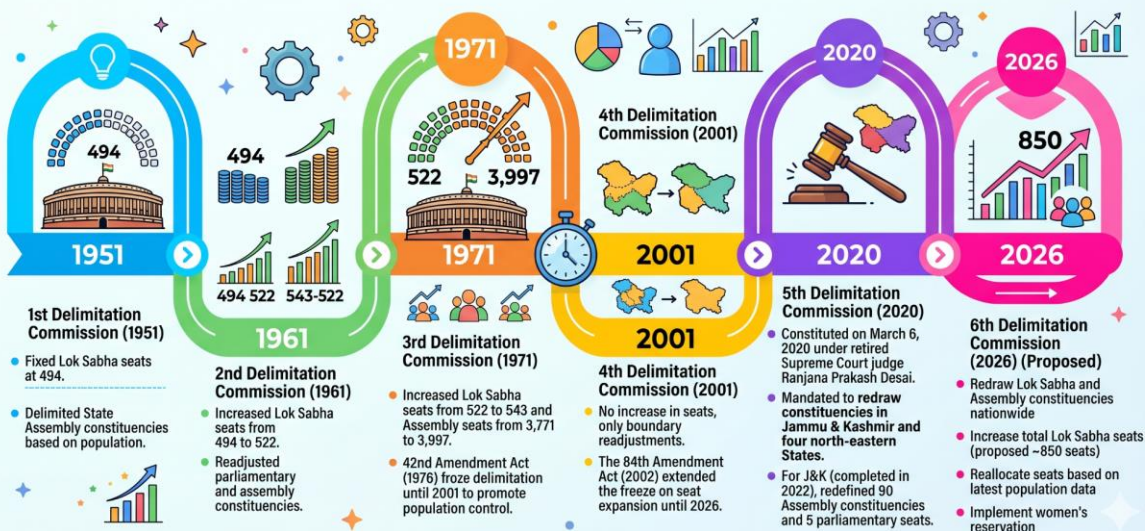 494
1951
1st Delimitation
Commission (1951)
Fixed Lok Sabha seats
at 494.
Delimited State
Assembly constituencies
based on population.
494
494 522
543-522
1961
2nd Delimitation
Commission (1961)
Increased Lok Sabha
seats from
494 to 522.
Readjusted
parliamentary
and assembly
constituencies.
1971
522
3,997
1971
3rd Delimitation
Commission (1971)
Increased Lok Sabha
seats from 522 to 543 and
Assembly seats from 3,771
to 3,997.
42nd Amendment Act
(1976) froze delimitation
until 2001 to promote
population control.
4th Delimitation
Commission (2001)
2001
2001
4th Delimitation
Commission (2001)
No increase in seats,
only boundary
readjustments.
The 84th Amendment
Act (2002) extended
the freeze on seat
expansion until 2026.
2020
2020
5th Delimitation
Commission (2020)
Constituted on March 6,
2020 under retired
Supreme Court judge
Ranjana Prakash Desai.
Mandated to redraw
constituencies in
Jammu & Kashmir and
four north-eastern
States.
For J&K (completed in
2022), redefined 90
Assembly constituencies
and 5 parliamentary seats.
2026
850
2026
6th Delimitation
Commission
(2026) (Proposed)
Redraw Lok Sabha and
Assembly constituencies
nationwide
Increase total Lok Sabha seats
(proposed ~850 seats)
Reallocate seats based on
latest population data
Implement women's
reservation